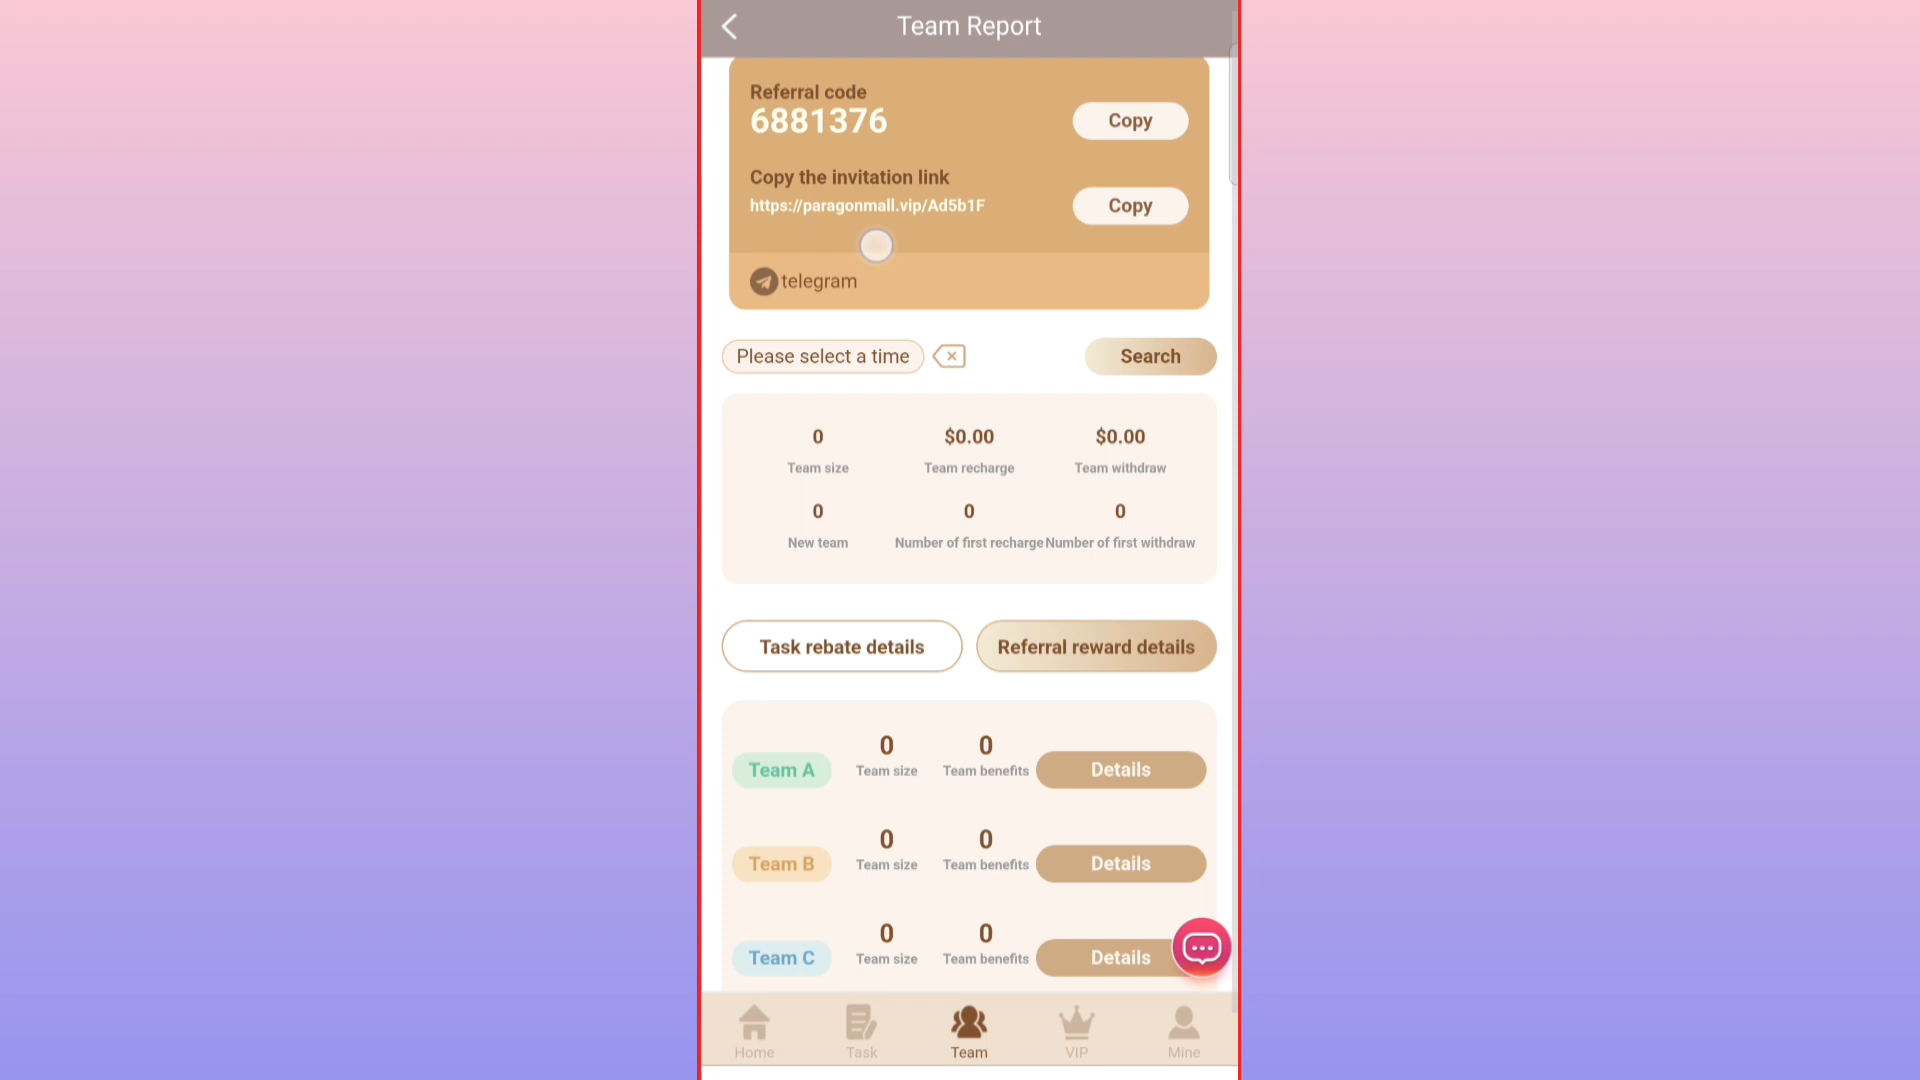 Team Report
Referral code
6881376
Copy
Copy the invitation link
https://paragonmall.vip/Ad5b1F
Copy
telegram
Please select a time
Search
0 $0.00 $0.00
Team size Team recharge Team withdraw
0 0 0
New team Number of first recharge Number of first withdraw
Task rebate details Referral reward details
0 0
Team A Team size Team benefits Details
0 0
Team B Team size Team benefits Details
0 0
Team C Team size Team benefits Details
Home Task Team VIP Mine